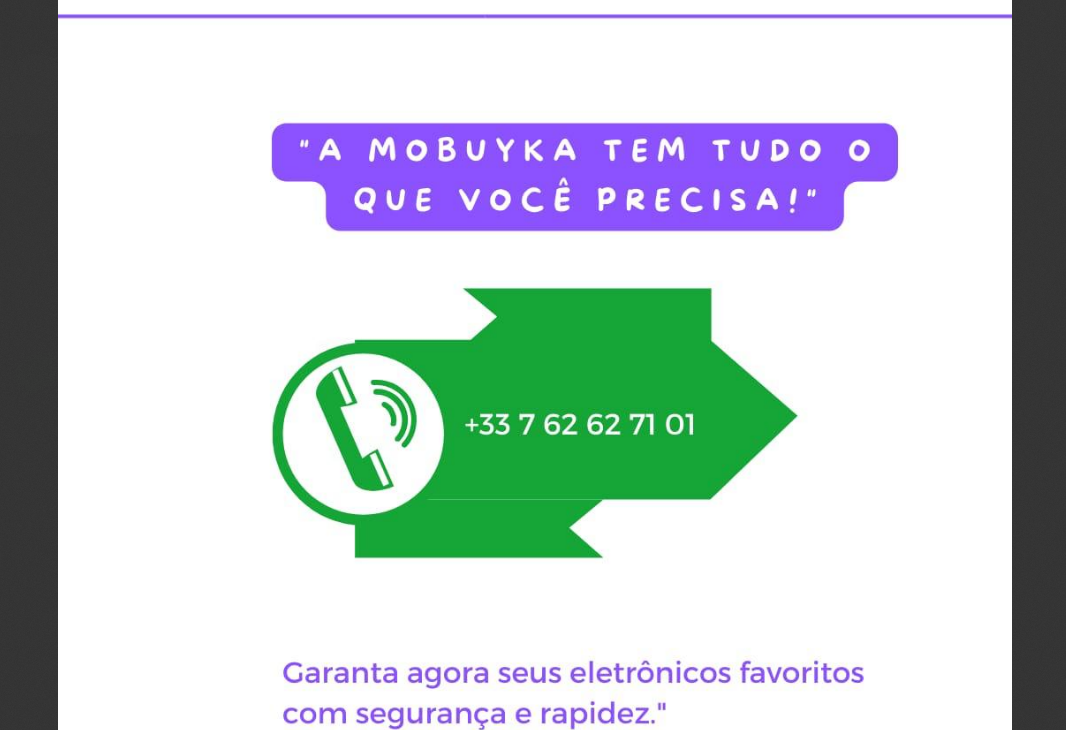 "A MOBUYKA TEM TUDO O
QUE VOCÊ PRECISA!"
+33 7 62 62 71 01
Garanta agora seus eletrônicos favoritos
com segurança e rapidez."